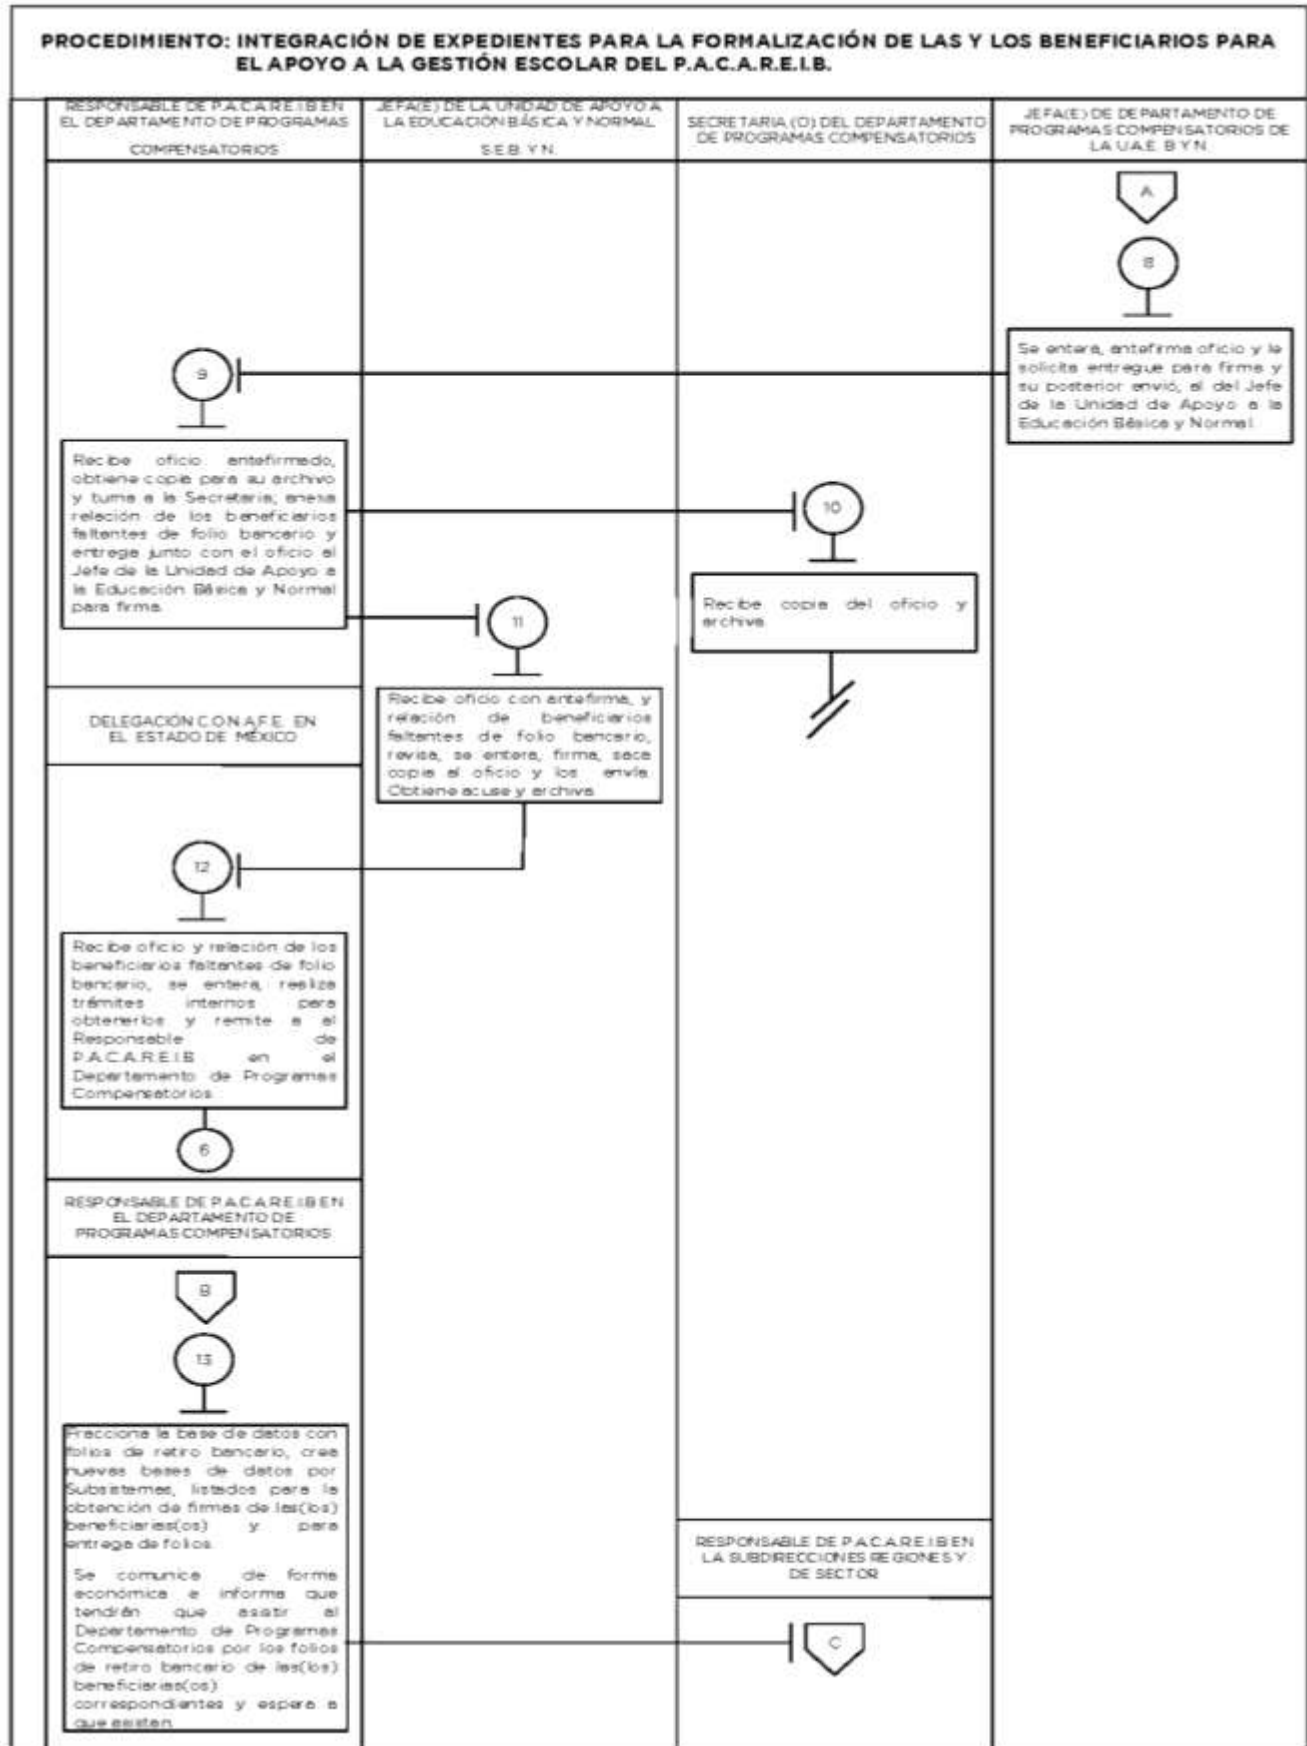 PROCEDIMIENTO: INTEGRACIÓN DE EXPEDIENTES PARA LA FORMALIZACIÓN DE LAS Y LOS BENEFICIARIOS PARA
EL APOYO A LA GESTIÓN ESCOLAR DEL P.A.C.A.R.E.I.B.
RESPONSABLE DE P.A.C.A.R.E.I.B EN
EL DEPARTAMENTO DE PROGRAMAS
COMPENSATORIOS
JEFA(E) DE LA UNIDAD DE APOYO A
LA EDUCACIÓN BÁSICA Y NORMAL
S.E.B. Y N.
SECRETARIA (O) DEL DEPARTAMENTO
DE PROGRAMAS COMPENSATORIOS
JEFA(E) DE DEPARTAMENTO DE
PROGRAMAS COMPENSATORIOS DE
LA U.A.E. B Y N.
A
8
Se entera, antefirma oficio y le
solicita entregue para firma y
su posterior envió, al del Jefe
de la Unidad de Apoyo a la
Educación Básica y Normal.
9
Recibe oficio antefirmado,
obtiene copia para su archivo
y turna a la Secretaria; anexa
relación de los beneficiarios
faltantes de folio bancario y
entrega junto con el oficio al
Jefe de la Unidad de Apoyo a
la Educación Básica y Normal
para firma.
10
Recibe copia del oficio y
archiva
11
Recibe oficio con antefirma, y
relación de beneficiarios
faltantes de folio bancario,
revisa, se entera, firma, saca
copia al oficio y los envía.
Obtiene acuse y archiva
DELEGACIÓN C.O.N.A.F.E. EN
EL ESTADO DE MÉXICO
12
Recibe oficio y relación de los
beneficiarios faltantes de folio
bancario, se entera, realiza
trámites internos para
obtenerlos y remite a al
Responsable de
P.A.C.A.R.E.I.B en el
Departamento de Programas
Compensatorios
6
RESPONSABLE DE P.A.C.A.R.E.I.B EN
EL DEPARTAMENTO DE
PROGRAMAS COMPENSATORIOS
B
13
Fracciona la base de datos con
folios de retiro bancario, crea
nuevas bases de datos por
Subsistemas, listados para la
obtención de firmas de las(los)
beneficiarias(os) y para
entrega de folios.
Se comunica de forma
económica e informa que
tendrán que asistir al
Departamento de Programas
Compensatorios por los folios
de retiro bancario de las(los)
beneficiarias(os)
correspondientes y espera a
que asistan.
RESPONSABLE DE P.A.C.A.R.E.I.B EN
LA SUBDIRECCIONES REGIONES Y
DE SECTOR
C